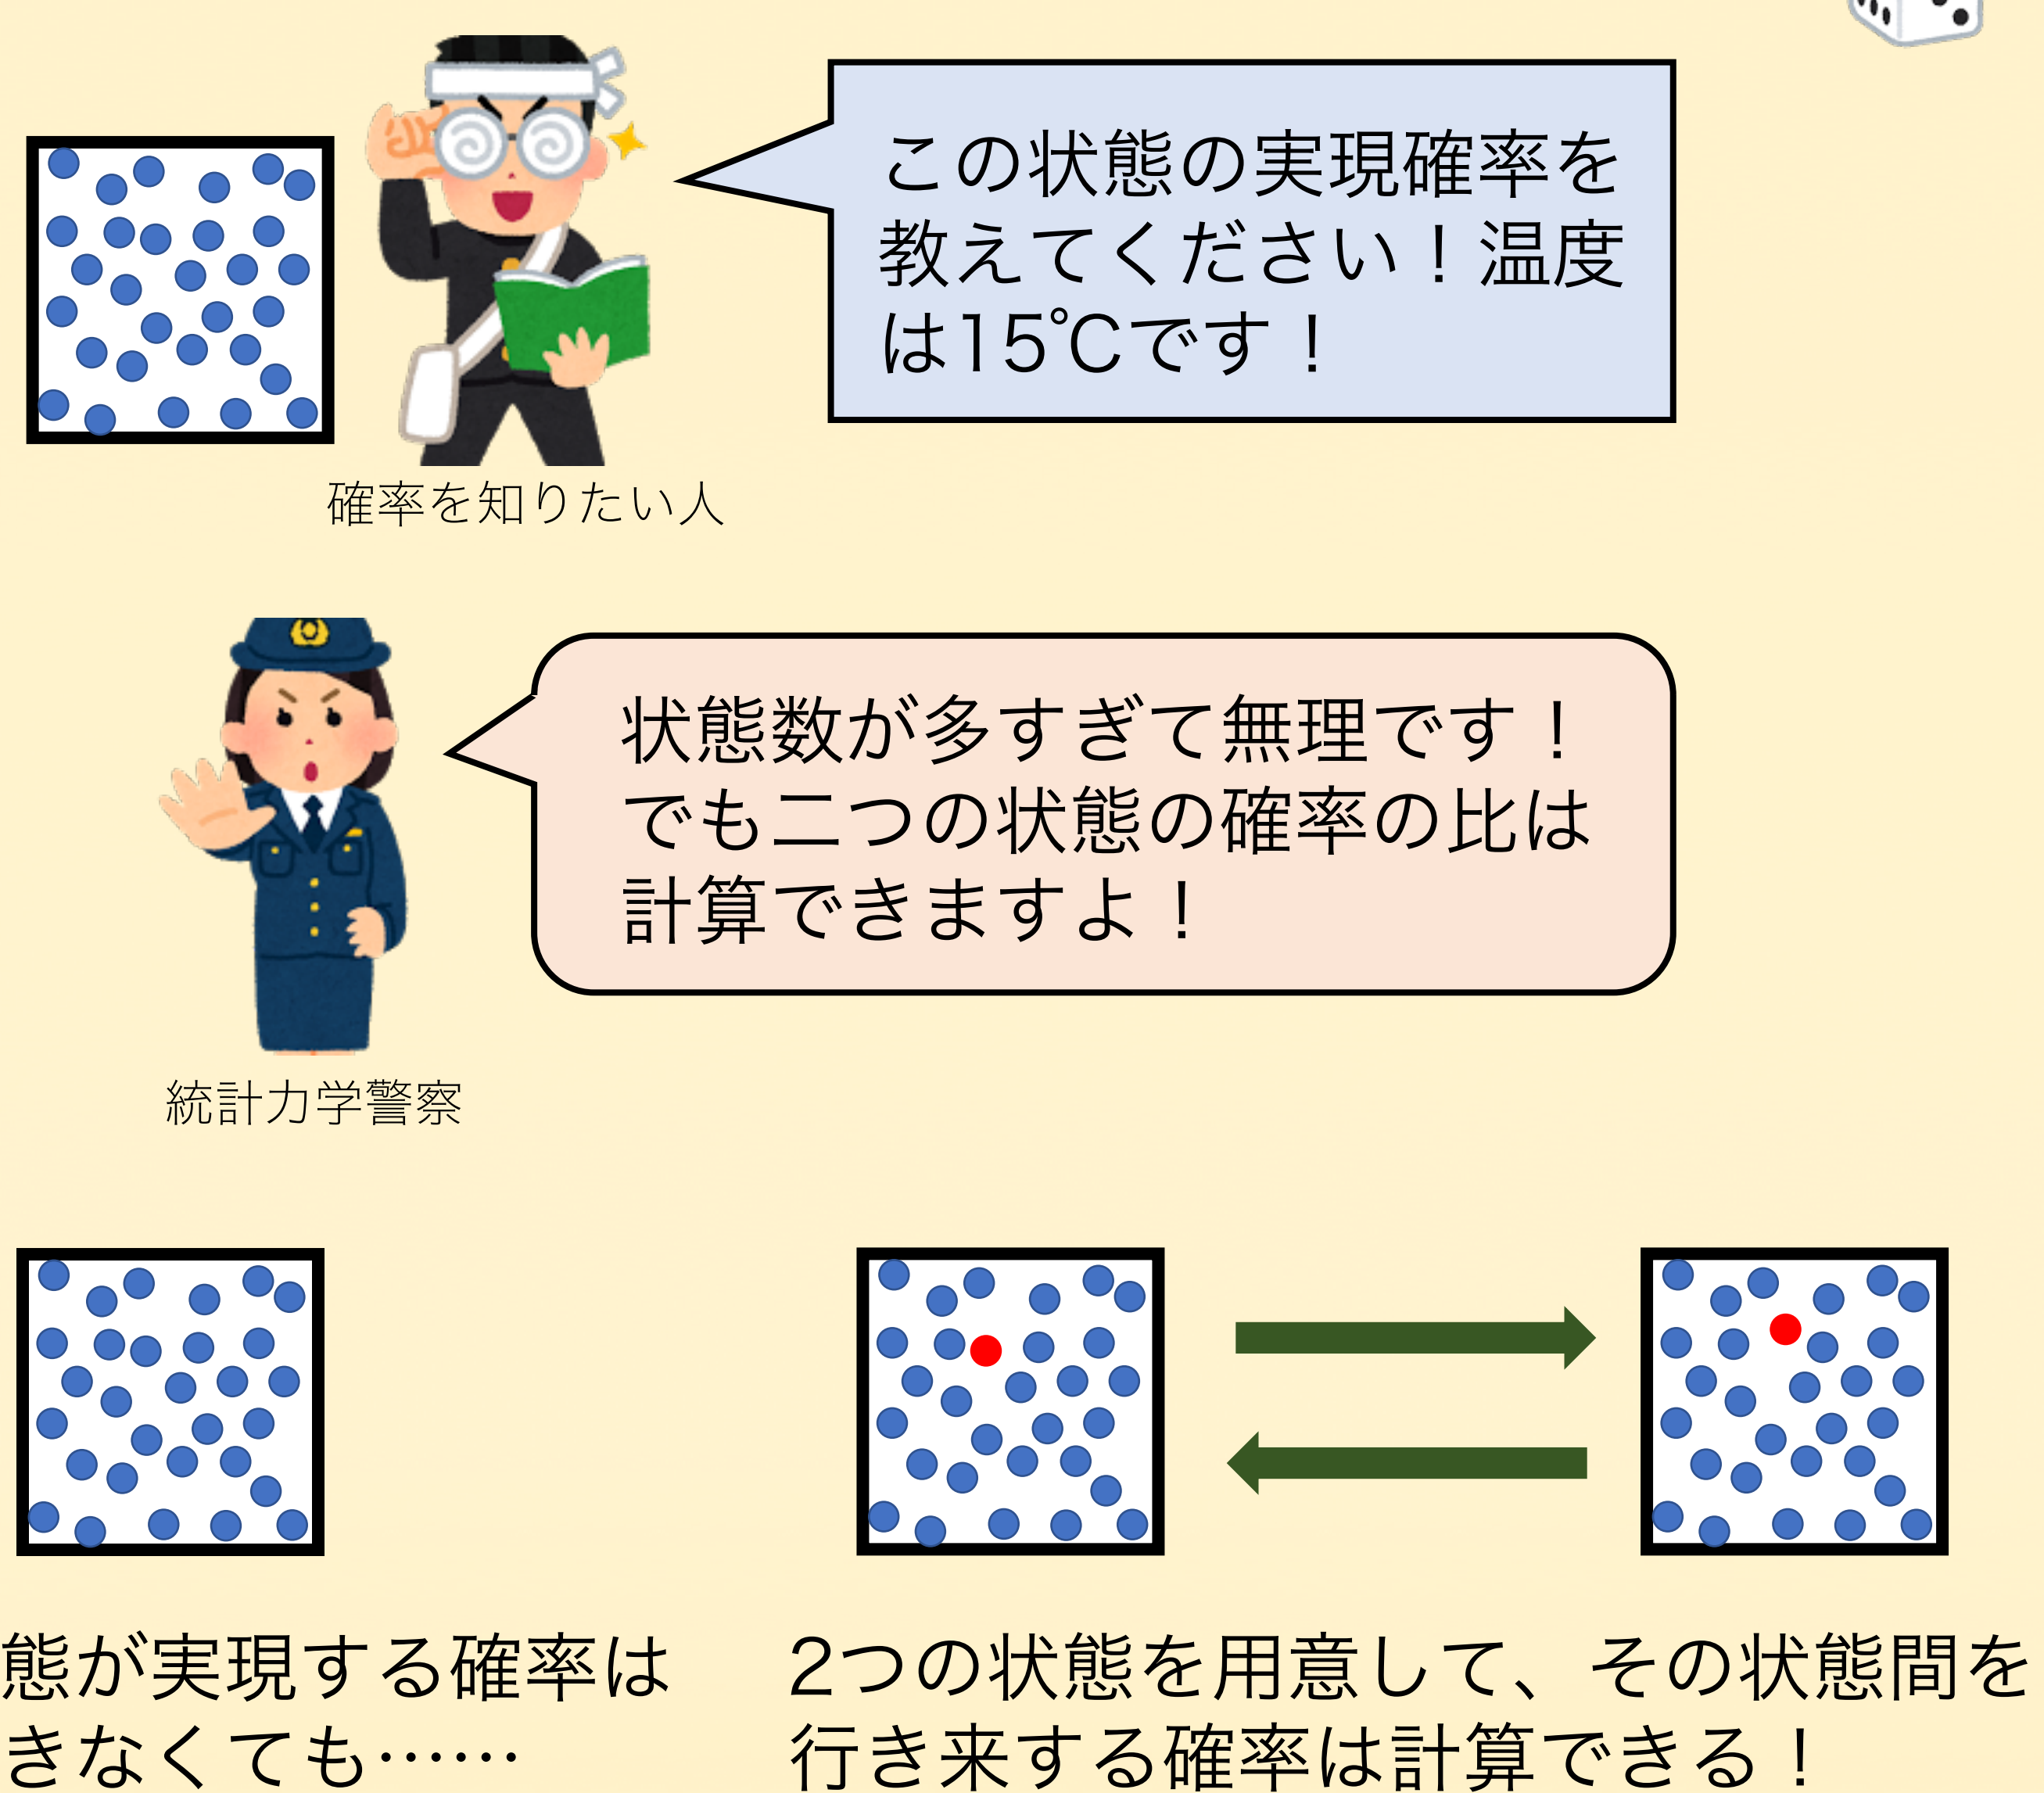 この状態の実現確率を
教えてください！温度
は15℃です！
確率を知りたい人
状態数が多すぎて無理です！
でも二つの状態の確率の比は
計算できますよ！
統計力学警察
態が実現する確率は
きなくても……
2つの状態を用意して、その状態間を
行き来する確率は計算できる！